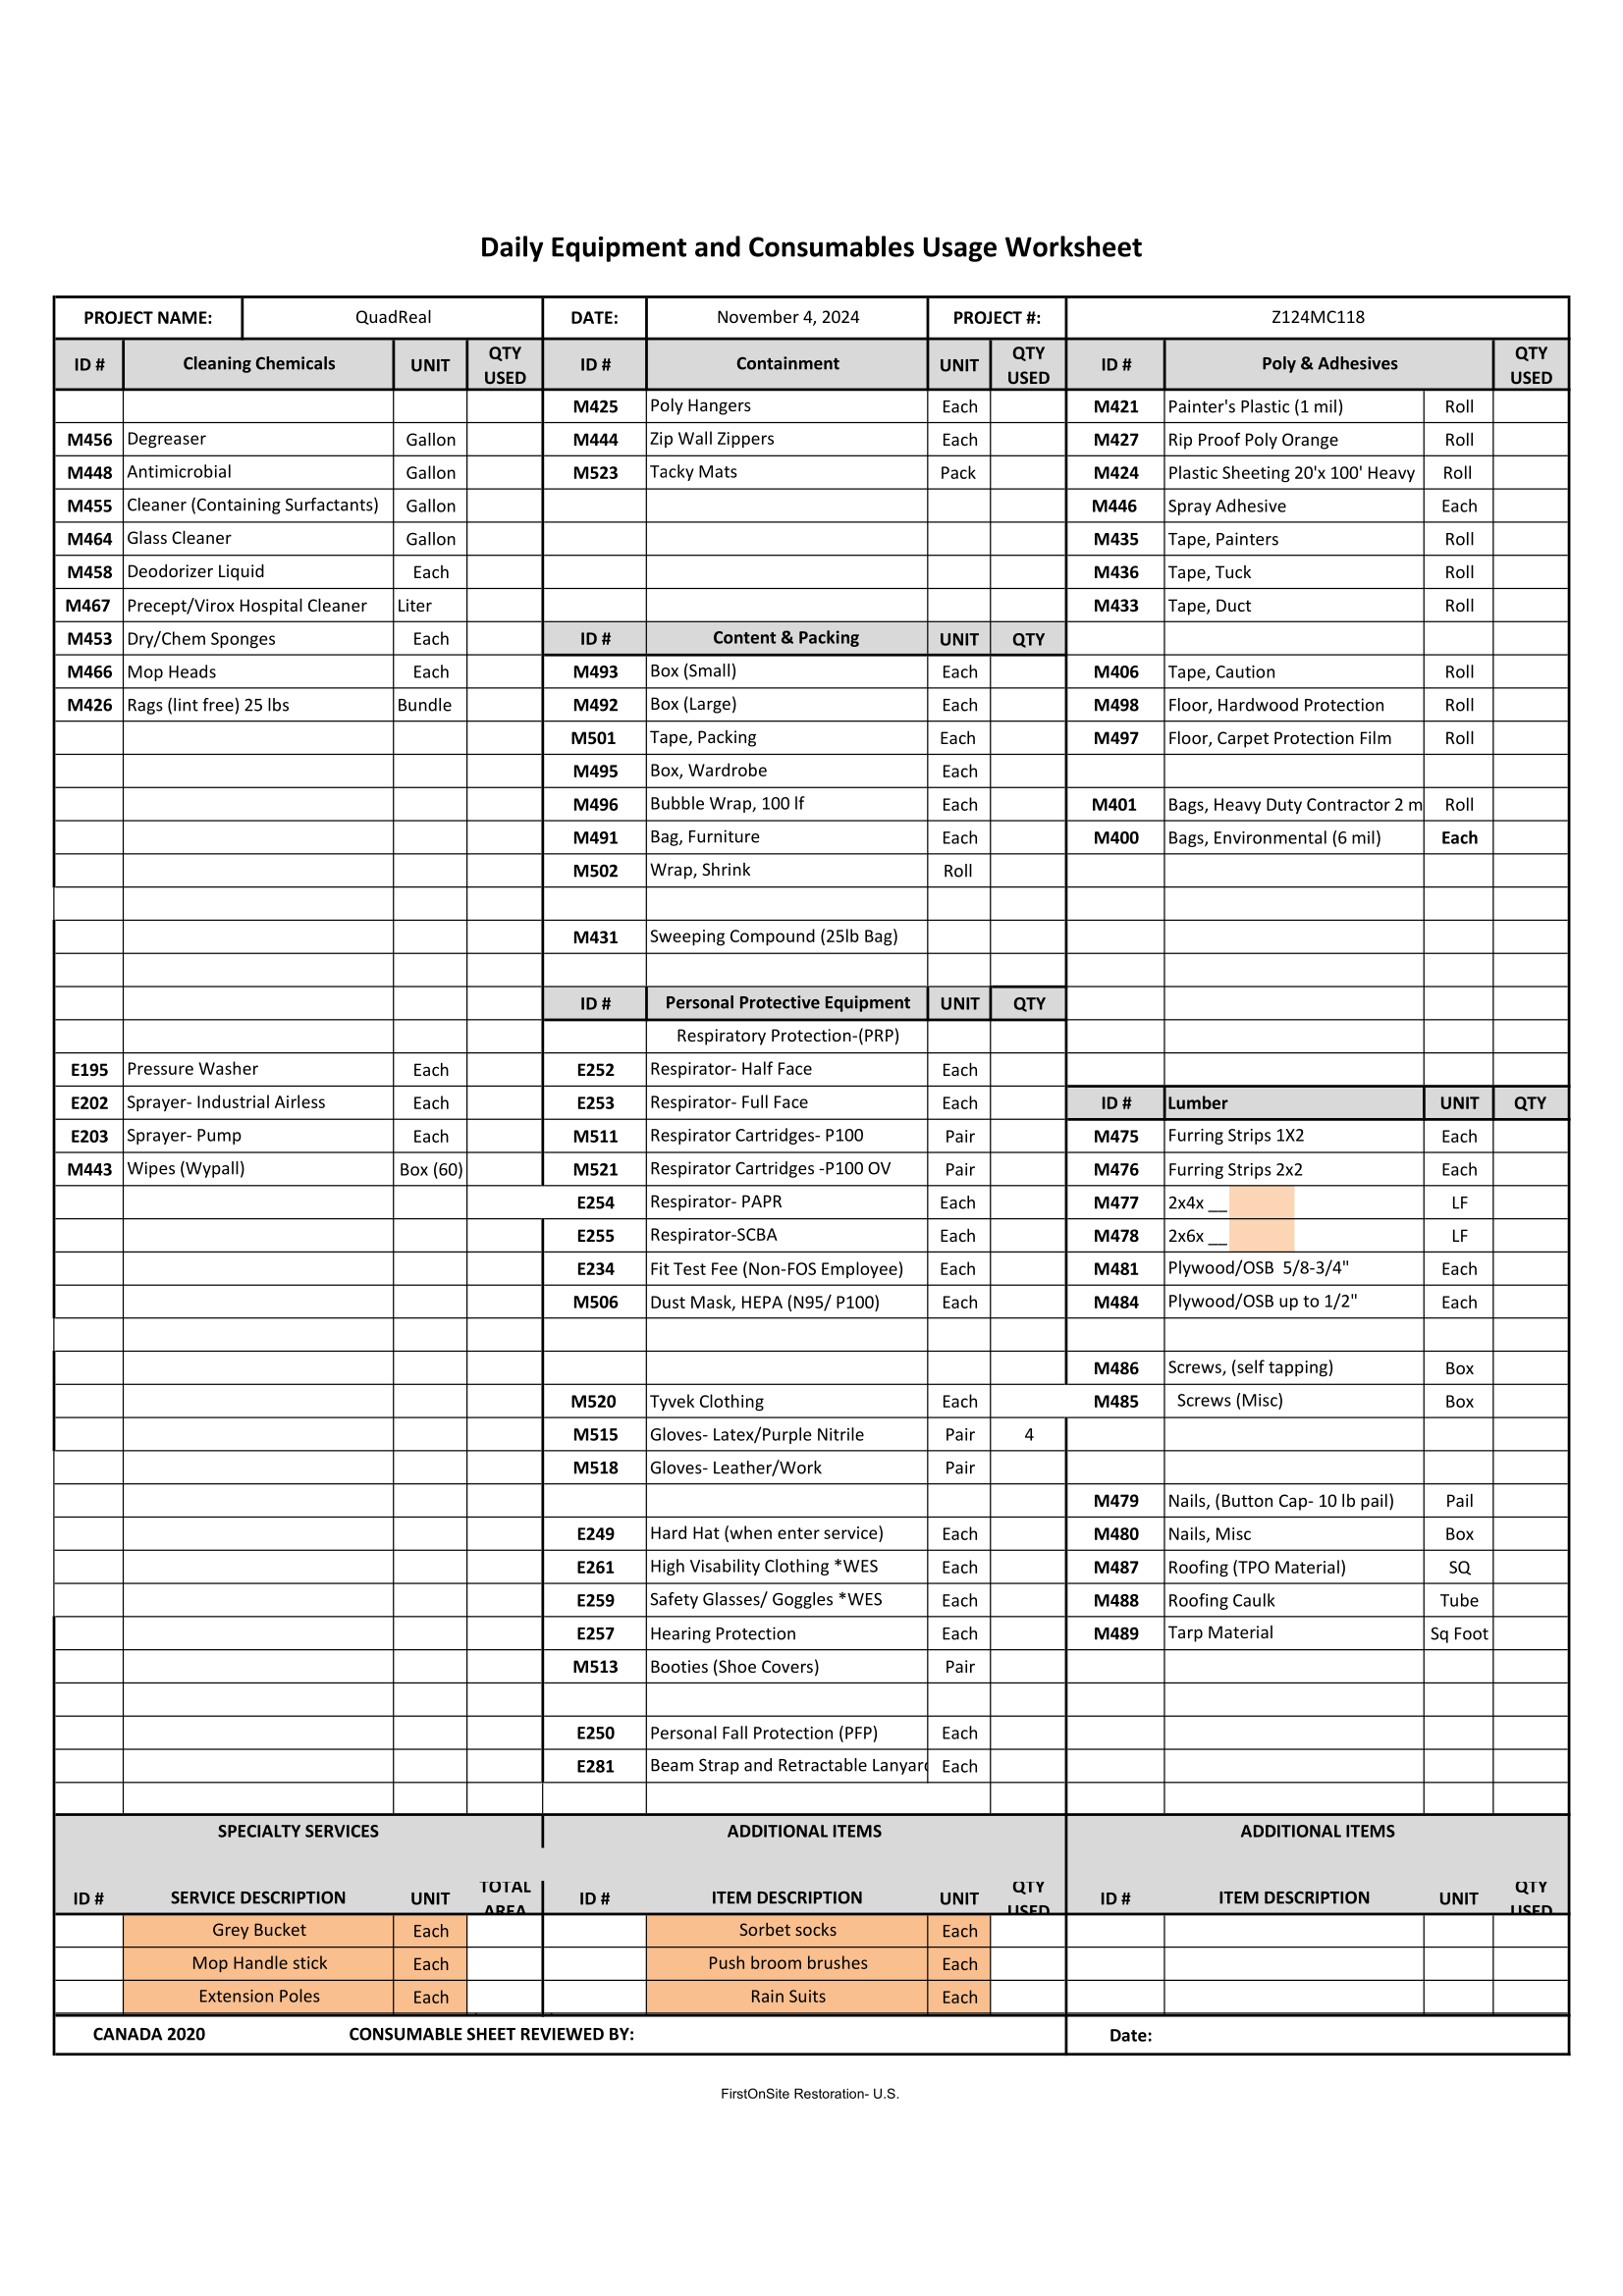 Daily Equipment and Consumables Usage Worksheet
PROJECT NAME: QuadReal DATE: November 4, 2024 PROJECT #: Z124MC118
ID # Cleaning Chemicals UNIT QTY USED ID # Containment UNIT QTY USED ID # Poly & Adhesives QTY USED
M425 Poly Hangers Each M421 Painter's Plastic (1 mil) Roll
M456 Degreaser Gallon M444 Zip Wall Zippers Each M427 Rip Proof Poly Orange Roll
M448 Antimicrobial Gallon M523 Tacky Mats Pack M424 Plastic Sheeting 20'x 100' Heavy Roll
M455 Cleaner (Containing Surfactants) Gallon M446 Spray Adhesive Each
M464 Glass Cleaner Gallon M435 Tape, Painters Roll
M458 Deodorizer Liquid Each M436 Tape, Tuck Roll
M467 Precept/Virox Hospital Cleaner Liter M433 Tape, Duct Roll
M453 Dry/Chem Sponges Each ID # Content & Packing UNIT QTY
M466 Mop Heads Each M493 Box (Small) Each M406 Tape, Caution Roll
M426 Rags (lint free) 25 lbs Bundle M492 Box (Large) Each M498 Floor, Hardwood Protection Roll
M501 Tape, Packing Each M497 Floor, Carpet Protection Film Roll
M495 Box, Wardrobe Each
M496 Bubble Wrap, 100 lf Each M401 Bags, Heavy Duty Contractor 2 m Roll
M491 Bag, Furniture Each M400 Bags, Environmental (6 mil) Each
M502 Wrap, Shrink Roll
M431 Sweeping Compound (25lb Bag)
ID # Personal Protective Equipment UNIT QTY
Respiratory Protection-(PRP)
E195 Pressure Washer Each E252 Respirator- Half Face Each
E202 Sprayer- Industrial Airless Each E253 Respirator- Full Face Each ID # Lumber UNIT QTY
E203 Sprayer- Pump Each M511 Respirator Cartridges- P100 Pair M475 Furring Strips 1X2 Each
M443 Wipes (Wypall) Box (60) M521 Respirator Cartridges -P100 OV Pair M476 Furring Strips 2x2 Each
E254 Respirator- PAPR Each M477 2x4x __ LF
E255 Respirator-SCBA Each M478 2x6x __ LF
E234 Fit Test Fee (Non-FOS Employee) Each M481 Plywood/OSB 5/8-3/4" Each
M506 Dust Mask, HEPA (N95/ P100) Each M484 Plywood/OSB up to 1/2" Each
M486 Screws, (self tapping) Box
M520 Tyvek Clothing Each M485 Screws (Misc) Box
M515 Gloves- Latex/Purple Nitrile Pair 4
M518 Gloves- Leather/Work Pair
M479 Nails, (Button Cap- 10 lb pail) Pail
E249 Hard Hat (when enter service) Each M480 Nails, Misc Box
E261 High Visability Clothing *WES Each M487 Roofing (TPO Material) SQ
E259 Safety Glasses/ Goggles *WES Each M488 Roofing Caulk Tube
E257 Hearing Protection Each M489 Tarp Material Sq Foot
M513 Booties (Shoe Covers) Pair
E250 Personal Fall Protection (PFP) Each
E281 Beam Strap and Retractable Lanyard Each
SPECIALTY SERVICES ADDITIONAL ITEMS ADDITIONAL ITEMS
ID # SERVICE DESCRIPTION UNIT TOTAL AREA ID # ITEM DESCRIPTION UNIT QTY USED ID # ITEM DESCRIPTION UNIT QTY USED
Grey Bucket Each Sorbet socks Each
Mop Handle stick Each Push broom brushes Each
Extension Poles Each Rain Suits Each
CANADA 2020 CONSUMABLE SHEET REVIEWED BY: Date:
FirstOnSite Restoration- U.S.